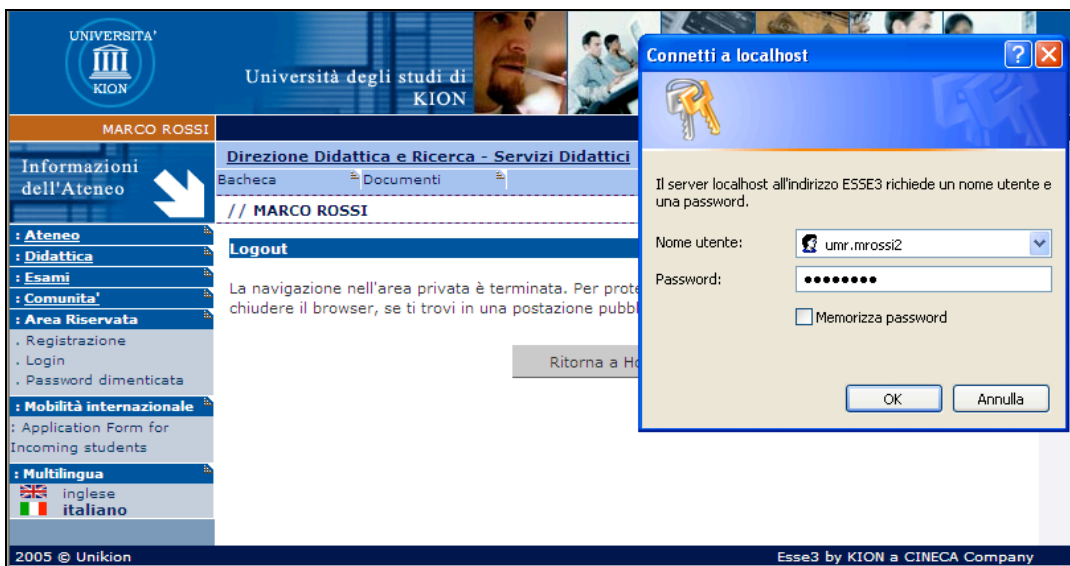 UNIVERSITA'
KION
Università degli studi di
KION
MARCO ROSSI
Informazioni
dell'Ateneo
: Ateneo
: Didattica
: Esami
: Comunita'
: Area Riservata
. Registrazione
. Login
. Password dimenticata
: Mobilità internazionale
: Application Form for
Incoming students
: Multilingua
inglese
italiano
Direzione Didattica e Ricerca - Servizi Didattici
Bacheca Documenti
// MARCO ROSSI
Logout
La navigazione nell'area privata è terminata. Per prote
chiudere il browser, se ti trovi in una postazione pubbl
Ritorna a Ho
Connetti a localhost
Il server localhost all'indirizzo ESSE3 richiede un nome utente e
una password.
Nome utente: umr.mrossi2
Password: ●●●●●●●●
Memorizza password
OK Annulla
2005 © Unikion Esse3 by KION a CINECA Company